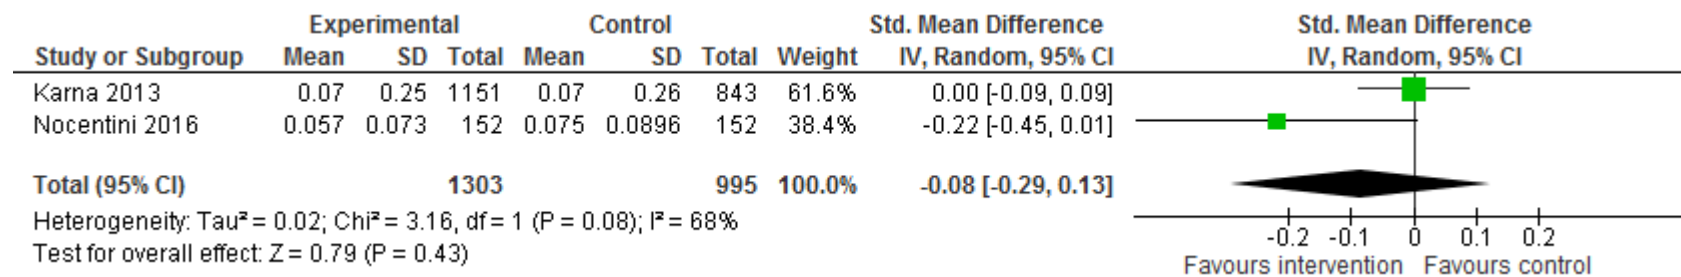 Experimental Control Std. Mean Difference Std. Mean Difference
Study or Subgroup Mean SD Total Mean SD Total Weight IV, Random, 95% CI IV, Random, 95% CI
Karna 2013 0.07 0.25 1151 0.07 0.26 843 61.6% 0.00 [-0.09, 0.09]
Nocentini 2016 0.057 0.073 152 0.075 0.0896 152 38.4% -0.22 [-0.45, 0.01]
Total (95% CI) 1303 995 100.0% -0.08 [-0.29, 0.13]
Heterogeneity: Tau² = 0.02; Chi² = 3.16, df = 1 (P = 0.08); I² = 68%
Test for overall effect: Z = 0.79 (P = 0.43)
-0.2 -0.1 0 0.1 0.2
Favours intervention Favours control